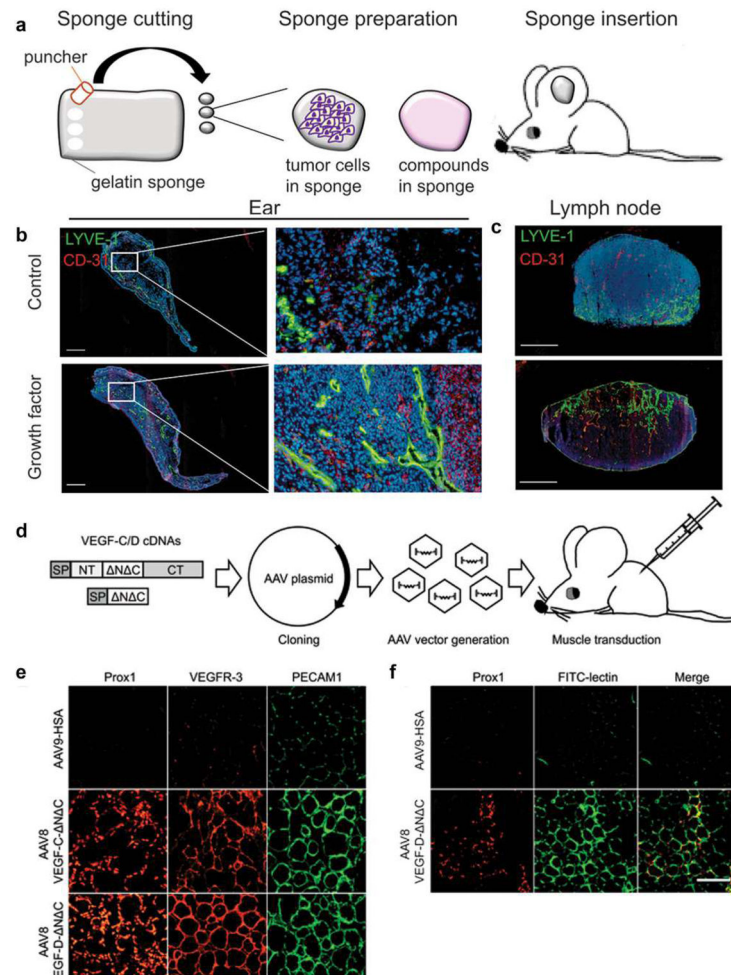 a
Sponge cutting
Sponge preparation
Sponge insertion
puncher
gelatin sponge
tumor cells
in sponge
compounds
in sponge
Ear
Lymph node
b
LYVE-1
CD-31
Control
Growth factor
c
LYVE-1
CD-31
d
VEGF-C/D cDNAs
SP NT ΔNΔC CT
SP ΔNΔC
AAV plasmid
Cloning
AAV vector generation
Muscle transduction
e
Prox1 VEGFR-3 PECAM1
AAV9-HSA
AAV8
VEGF-C-ΔNΔC
AAV8
EGF-D-ΔNΔC
f
Prox1 FITC-lectin Merge
AAV9-HSA
AAV8
VEGF-D-ΔNΔC